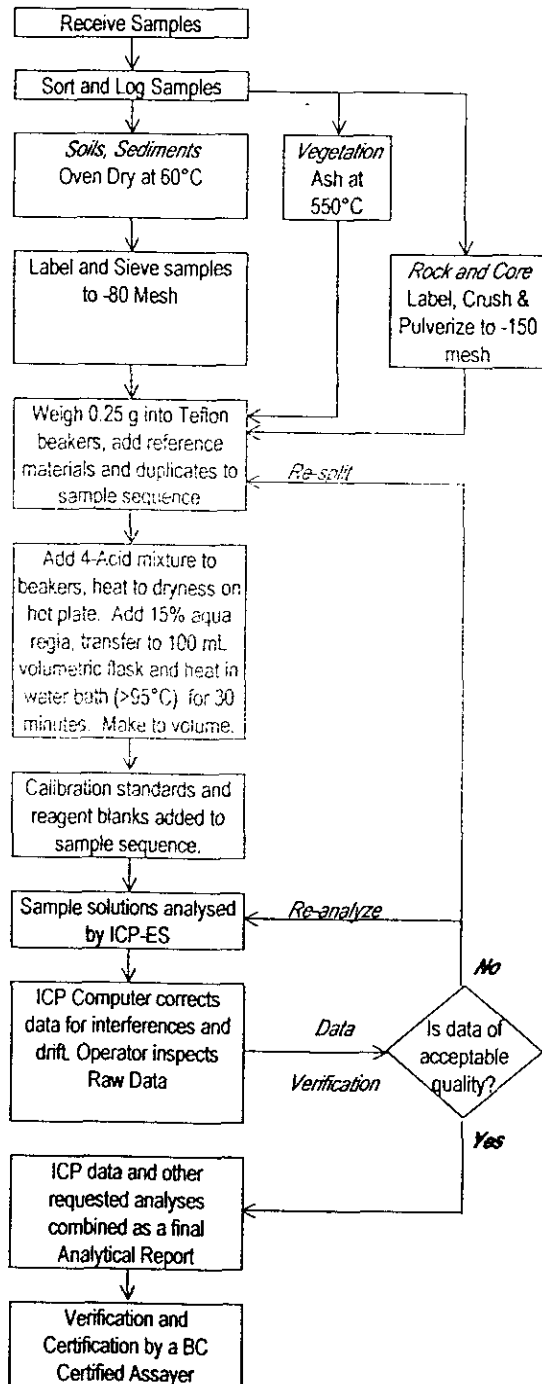 Receive Samples
Sort and Log Samples
Soils, Sediments
Oven Dry at 60°C
Vegetation
Ash at
550°C
Label and Sieve samples
to -80 Mesh
Rock and Core
Label, Crush &
Pulverize to -150
mesh
Weigh 0.25 g into Teflon
beakers, add reference
materials and duplicates to
sample sequence
Re-split
Add 4-Acid mixture to
beakers, heat to dryness on
hot plate. Add 15% aqua
regia, transfer to 100 mL
volumetric flask and heat in
water bath (>95°C) for 30
minutes. Make to volume.
Calibration standards and
reagent blanks added to
sample sequence.
Sample solutions analysed
by ICP-ES
Re-analyze
No
ICP Computer corrects
data for interferences and
drift. Operator inspects
Raw Data
Data
Verification
Is data of
acceptable
quality?
Yes
ICP data and other
requested analyses
combined as a final
Analytical Report
Verification and
Certification by a BC
Certified Assayer